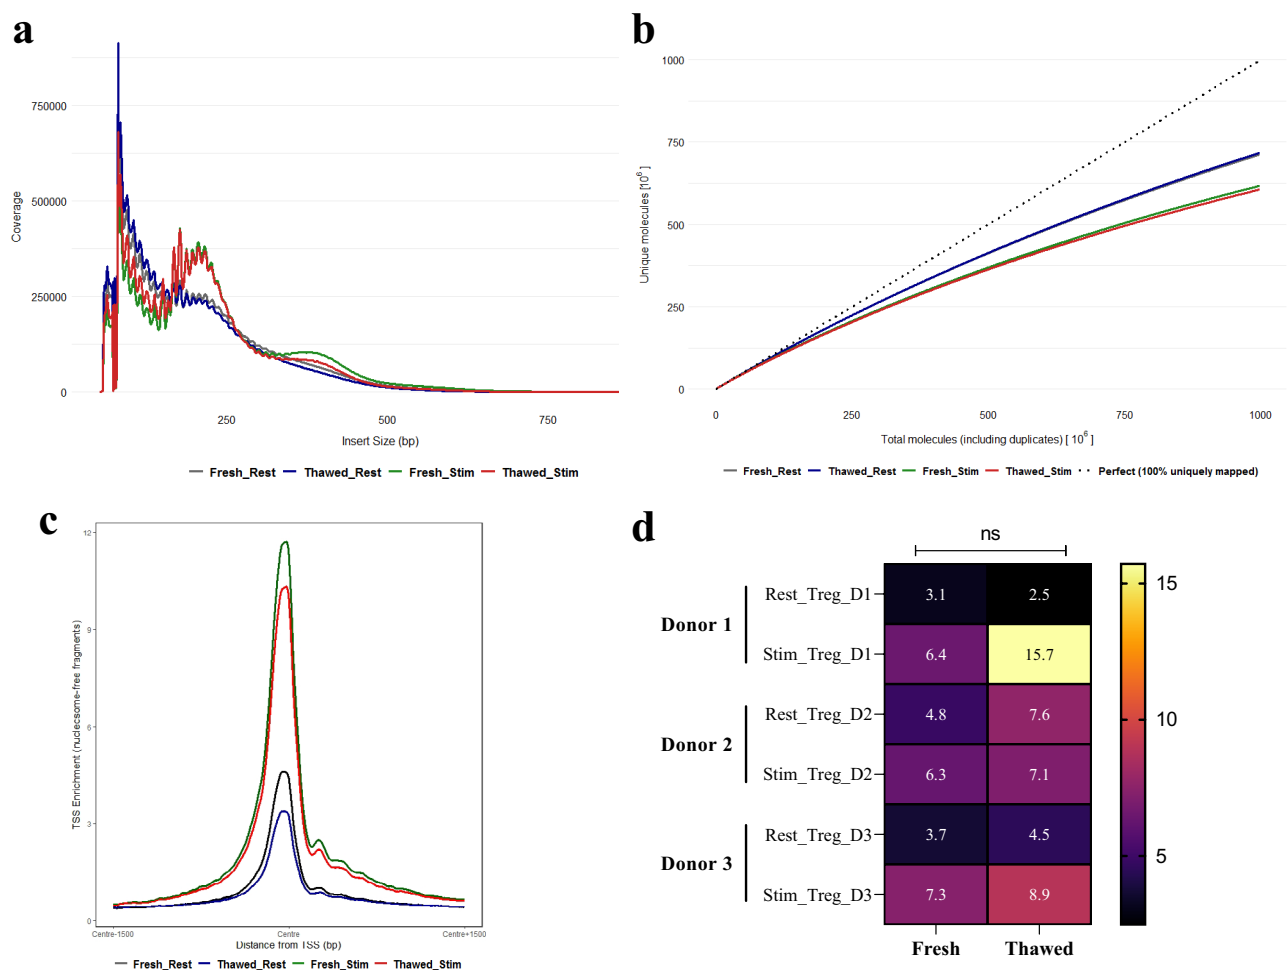 a
Coverage
750000
500000
250000
0
250
500
750
Insert Size (bp)
Fresh_Rest Thawed_Rest Fresh_Stim Thawed_Stim
b
Unique molecules [10^6]
1000
750
500
250
0
0
250
500
750
1000
Total molecules (including duplicates) [ 10^6 ]
Fresh_Rest Thawed_Rest Fresh_Stim Thawed_Stim Perfect (100% uniquely mapped)
c
TSS Enrichment (nucleosome-free fragments)
12
9
6
3
0
Centre-1500
Centre
Centre+1500
Distance from TSS (bp)
Fresh_Rest Thawed_Rest Fresh_Stim Thawed_Stim
d
ns
Donor 1
Rest_Treg_D1 3.1 2.5
Stim_Treg_D1 6.4 15.7
Donor 2
Rest_Treg_D2 4.8 7.6
Stim_Treg_D2 6.3 7.1
Donor 3
Rest_Treg_D3 3.7 4.5
Stim_Treg_D3 7.3 8.9
Fresh Thawed
15
10
5